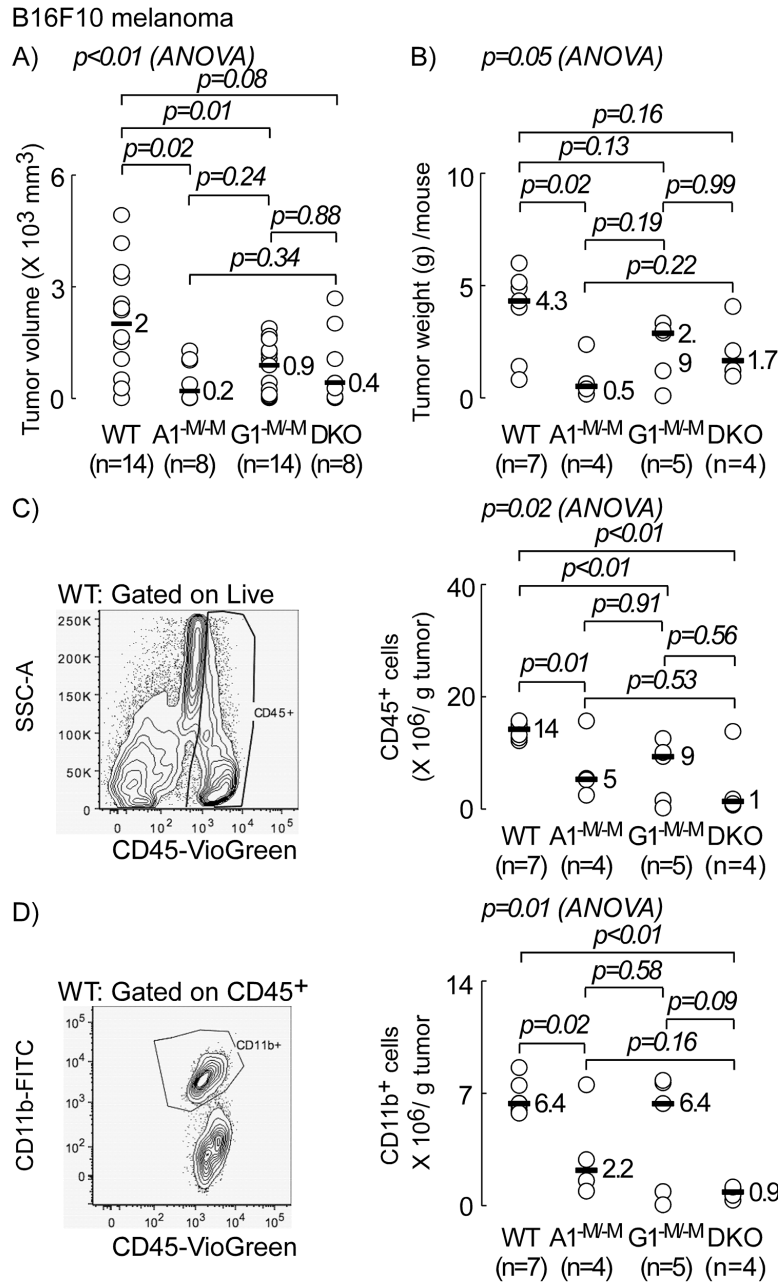 B16F10 melanoma
A) p<0.01 (ANOVA)
p=0.08
p=0.01
p=0.02
p=0.24
p=0.88
p=0.34
Tumor volume (X 10³ mm³)
6
3
0
2
0.2
0.9
0.4
WT A1-M/-M G1-M/-M DKO
(n=14) (n=8) (n=14) (n=8)
B) p=0.05 (ANOVA)
p=0.16
p=0.13
p=0.02
p=0.99
p=0.19
p=0.22
Tumor weight (g) /mouse
10
5
0
4.3
0.5
2.
9
1.7
WT A1-M/-M G1-M/-M DKO
(n=7) (n=4) (n=5) (n=4)
C)
WT: Gated on Live
SSC-A
250K
200K
150K
100K
50K
0
CD45+
0 10² 10³ 10⁴ 10⁵
CD45-VioGreen
p=0.02 (ANOVA)
p<0.01
p<0.01
p=0.91
p=0.56
p=0.01
p=0.53
CD45+ cells
(X 10⁶/ g tumor)
40
20
0
14
5
9
1
WT A1-M/-M G1-M/-M DKO
(n=7) (n=4) (n=5) (n=4)
D)
WT: Gated on CD45+
CD11b-FITC
10⁵
10⁴
10³
10²
0
CD11b+
0 10² 10³ 10⁴ 10⁵
CD45-VioGreen
p=0.01 (ANOVA)
p<0.01
p=0.58
p=0.09
p=0.02
p=0.16
CD11b+ cells
X 10⁶/ g tumor
14
7
0
6.4
2.2
6.4
0.9
WT A1-M/-M G1-M/-M DKO
(n=7) (n=4) (n=5) (n=4)